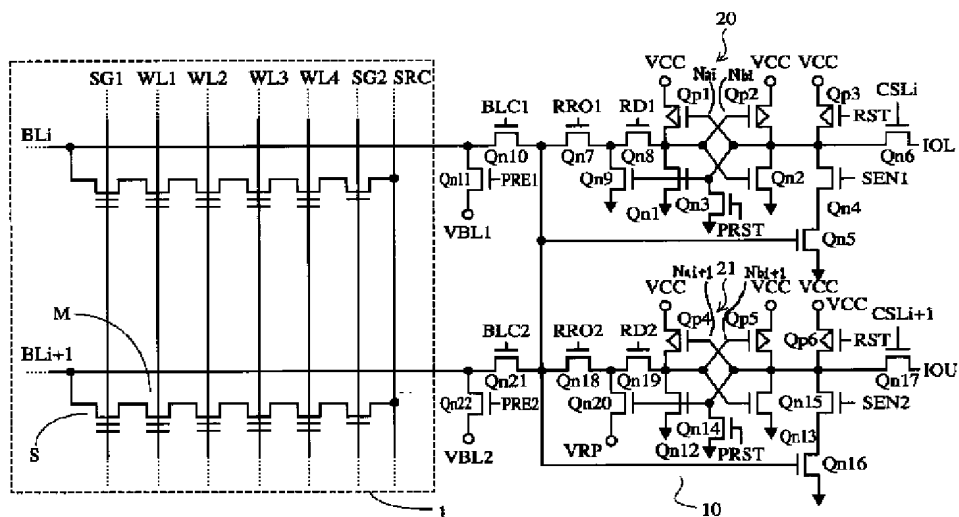 20
VCC Nai Nbi VCC VCC
SG1 WL1 WL2 WL3 WL4 SG2 SRC
Qp1 Qp2 Qp3 CSLi
BLC1 RRO1 RD1 RST
BLi
Qn10 Qn7 Qn8 Qn6 IOL
Qn11 PRE1 Qn9 Qn2 SEN1
Qn1 Qn3 Qn4
VBL1 PRST Qn5
Nai+1 21 Nbi+1
VCC VCC VCC
VCC
M
BLC2 RRO2 RD2 Qp4 Qp5 Qp6 RST CSLi+1
BLi+1
Qn21 Qn18 Qn19 Qn17 IOU
Qn22 PRE2 Qn20 Qn15 SEN2
S
Qn14 Qn13
VBL2 VRP Qn12 PRST Qn16
1 10